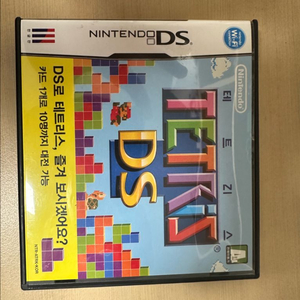 NINTENDO DS
Nintendo
Wi-Fi
테트리스
TETRIS®
DS
DS로 테트리스, 즐겨 보시겠어요?
카드 1개로 10명까지 대전 가능